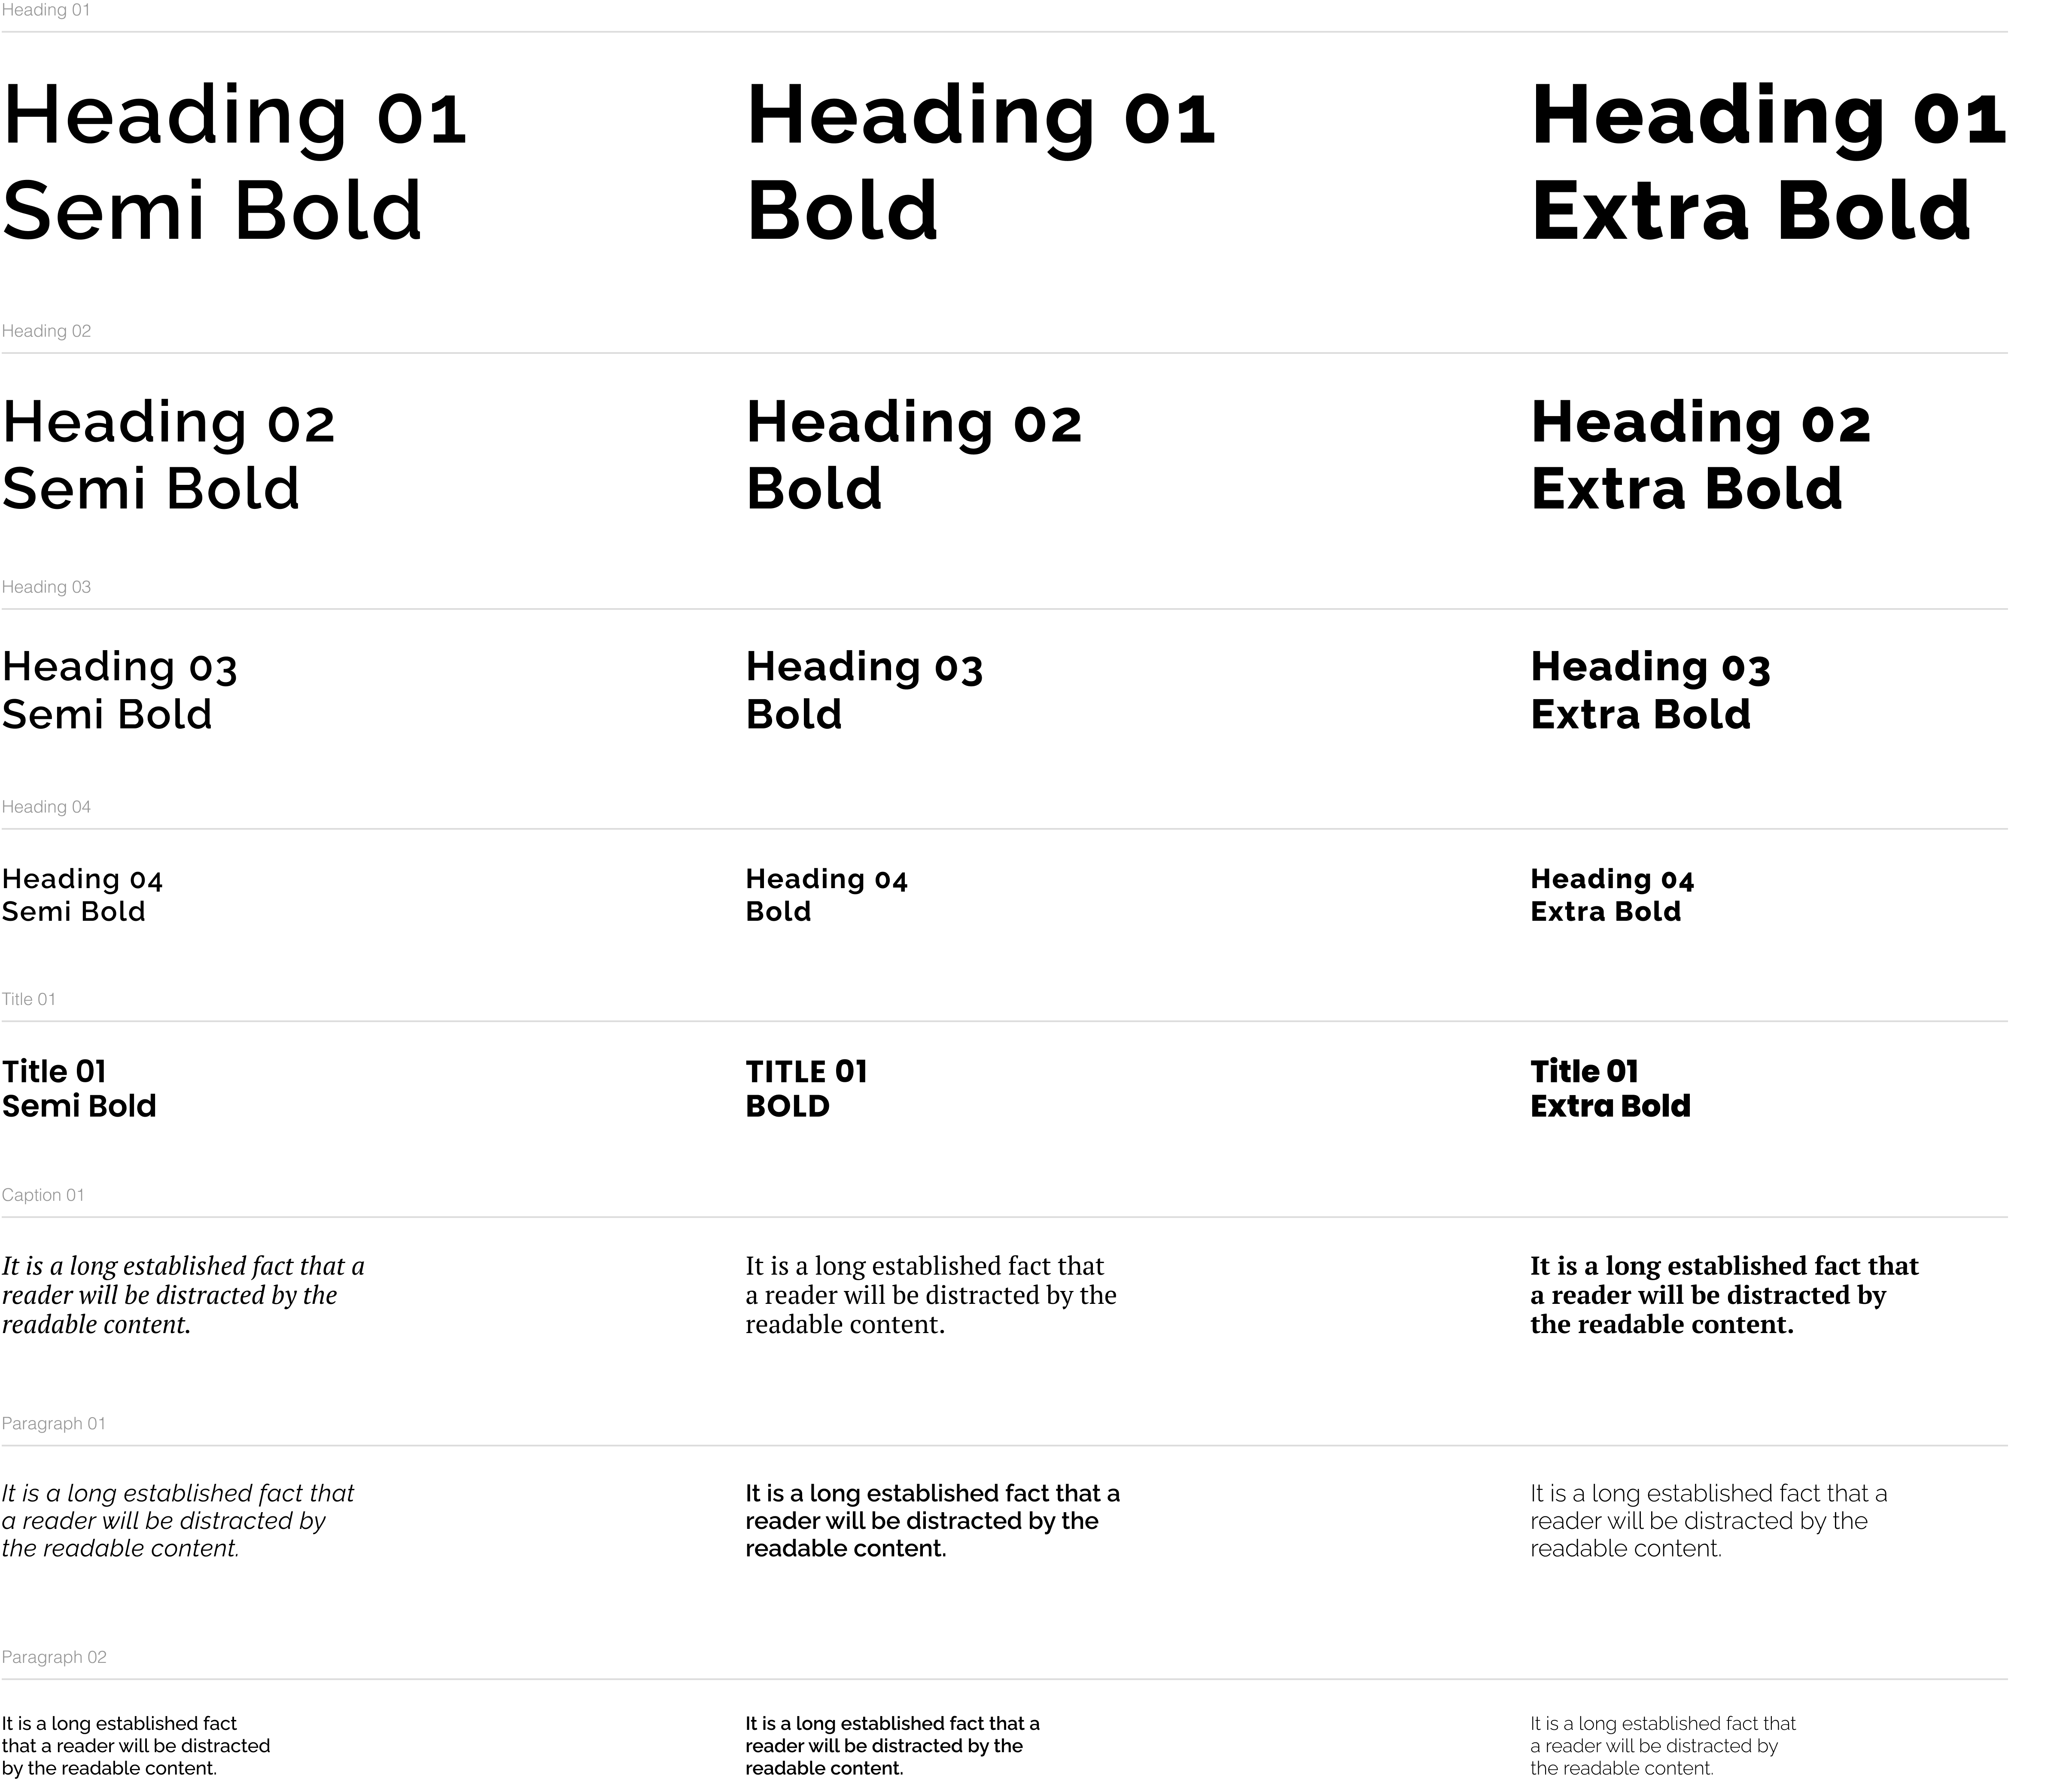 Heading 01
Heading 01
Semi Bold
Heading 01
Bold
Heading 01
Extra Bold
Heading 02
Heading 02
Semi Bold
Heading 02
Bold
Heading 02
Extra Bold
Heading 03
Heading 03
Semi Bold
Heading 03
Bold
Heading 03
Extra Bold
Heading 04
Heading 04
Semi Bold
Heading 04
Bold
Heading 04
Extra Bold
Title 01
Title 01
Semi Bold
TITLE 01
BOLD
Title 01
Extra Bold
Caption 01
It is a long established fact that a
reader will be distracted by the
readable content.
It is a long established fact that
a reader will be distracted by the
readable content.
It is a long established fact that
a reader will be distracted by
the readable content.
Paragraph 01
It is a long established fact that
a reader will be distracted by
the readable content.
It is a long established fact that a
reader will be distracted by the
readable content.
It is a long established fact that a
reader will be distracted by the
readable content.
Paragraph 02
It is a long established fact
that a reader will be distracted
by the readable content.
It is a long established fact that a
reader will be distracted by the
readable content.
It is a long established fact that
a reader will be distracted by
the readable content.